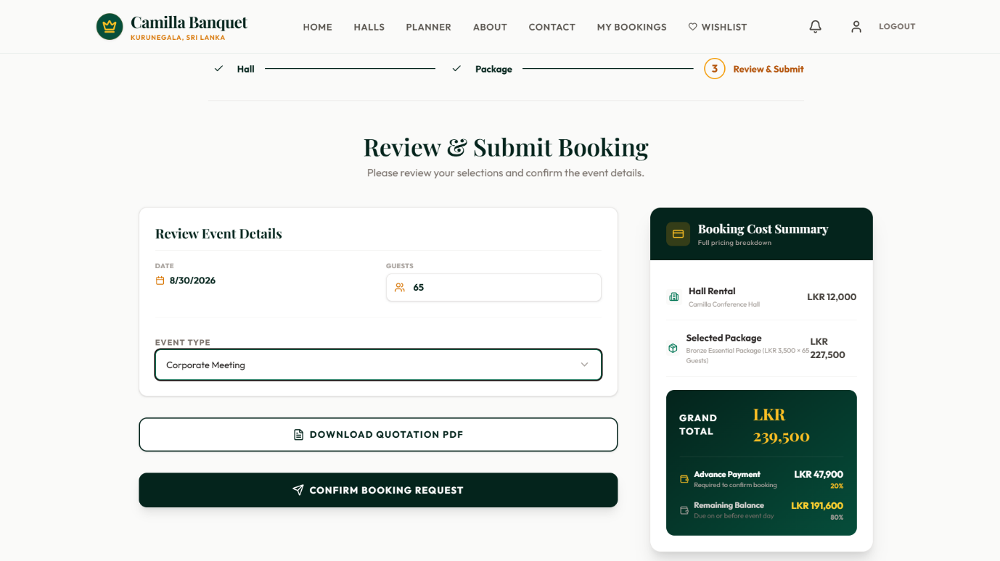 Camilla Banquet
KURUNEGALA, SRI LANKA
HOME HALLS PLANNER ABOUT CONTACT MY BOOKINGS WISHLIST LOGOUT
Hall Package 3 Review & Submit
Review & Submit Booking
Please review your selections and confirm the event details.
Review Event Details
DATE
8/30/2026
GUESTS
65
EVENT TYPE
Corporate Meeting
DOWNLOAD QUOTATION PDF
CONFIRM BOOKING REQUEST
Booking Cost Summary
Full pricing breakdown
Hall Rental
Camilla Conference Hall
LKR 12,000
Selected Package
Bronze Essential Package (LKR 3,500 × 65
Guests)
LKR
227,500
GRAND
TOTAL
LKR
239,500
Advance Payment
Required to confirm booking
LKR 47,900
20%
Remaining Balance
Due on or before event day
LKR 191,600
80%